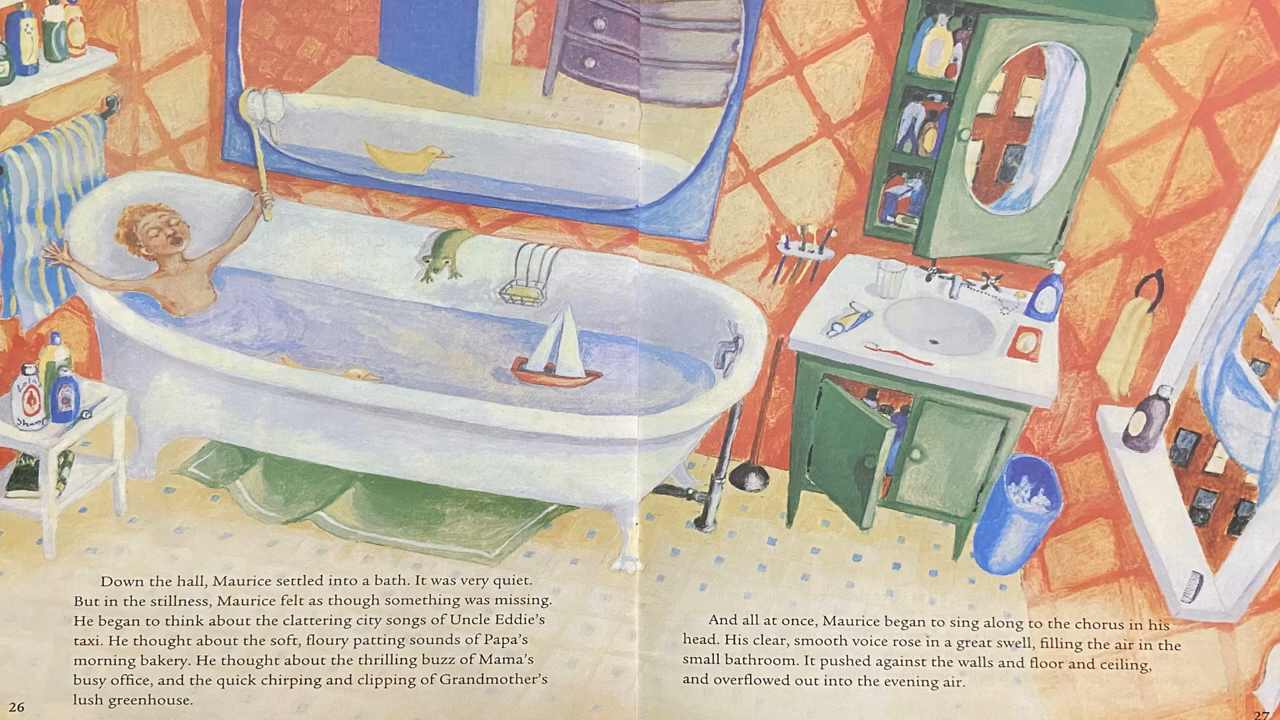 Lola
Shamp
Down the hall, Maurice settled into a bath. It was very quiet.
But in the stillness, Maurice felt as though something was missing.
He began to think about the clattering city songs of Uncle Eddie's
taxi. He thought about the soft, floury patting sounds of Papa's
morning bakery. He thought about the thrilling buzz of Mama's
busy office, and the quick chirping and clipping of Grandmother's
lush greenhouse.
26
And all at once, Maurice began to sing along to the chorus in his
head. His clear, smooth voice rose in a great swell, filling the air in the
small bathroom. It pushed against the walls and floor and ceiling,
and overflowed out into the evening air.
27